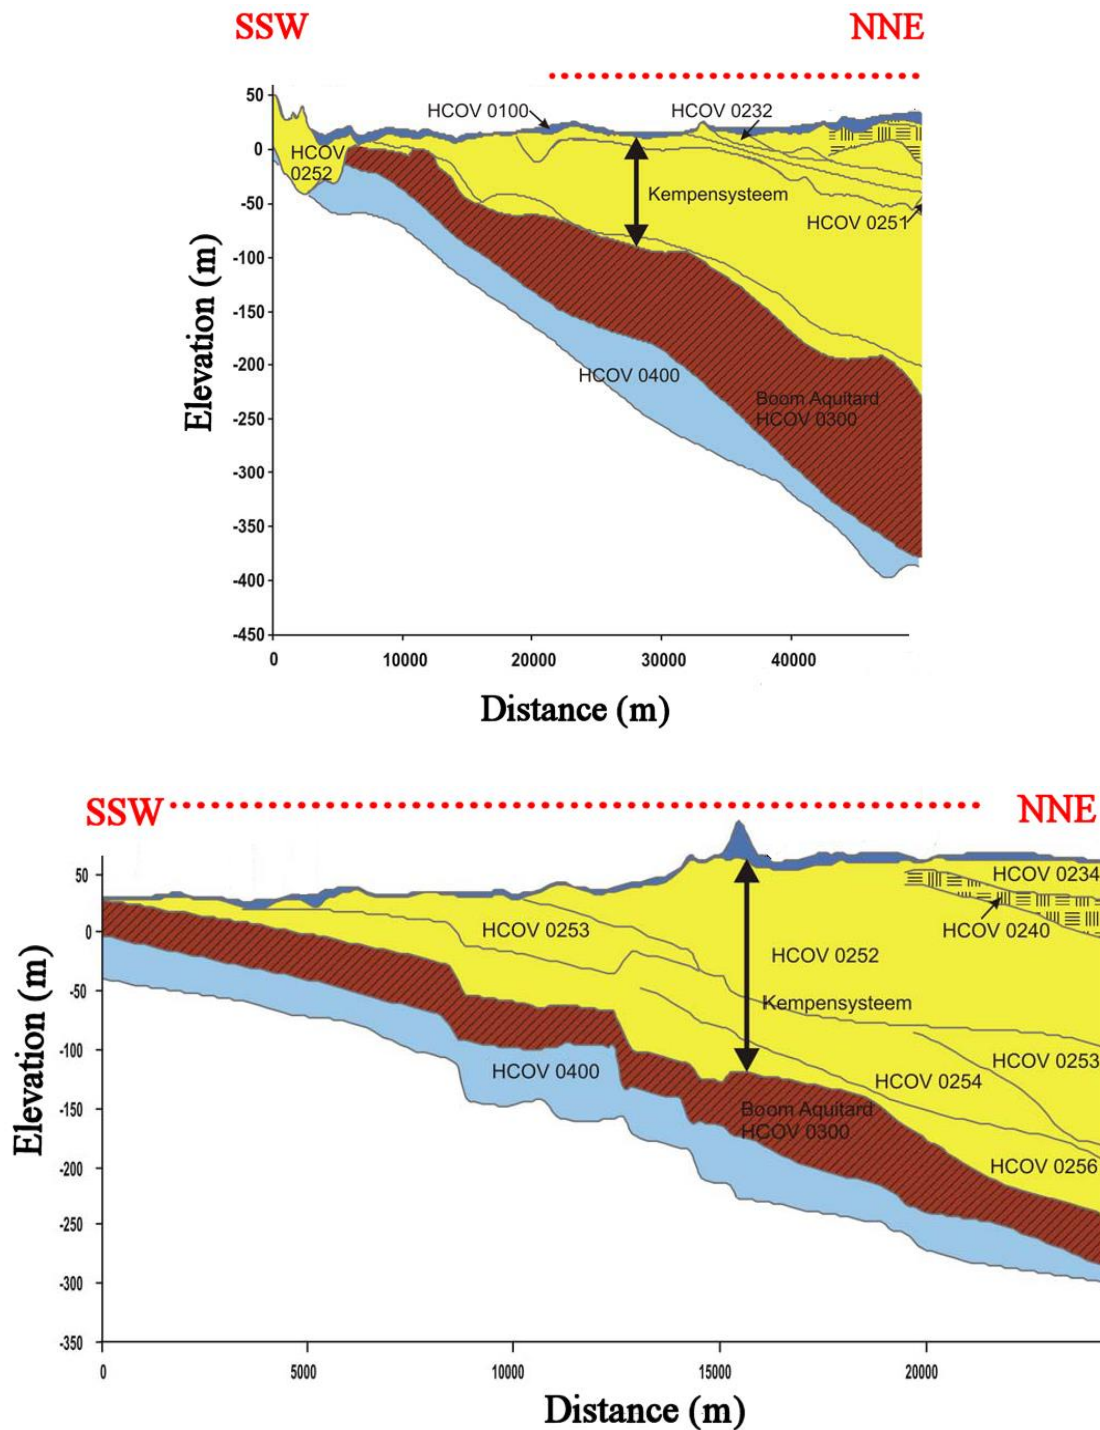 SSW
NNE
50
0
-50
-100
-150
-200
-250
-300
-350
-400
-450
Elevation (m)
HCOV 0100
HCOV 0232
HCOV
0252
Kempensysteem
HCOV 0251
HCOV 0400
Boom Aquitard
HCOV 0300
0
10000
20000
30000
40000
Distance (m)
SSW
NNE
50
0
-50
-100
-150
-200
-250
-300
-350
Elevation (m)
HCOV 0234
HCOV 0253
HCOV 0240
HCOV 0252
Kempensysteem
HCOV 0253
HCOV 0400
HCOV 0254
Boom Aquitard
HCOV 0300
HCOV 0256
0
5000
10000
15000
20000
Distance (m)